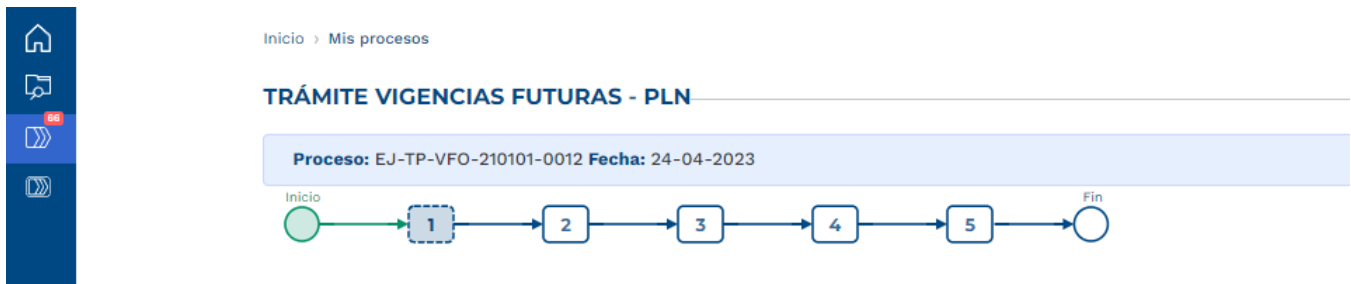 Inicio › Mis procesos
TRÁMITE VIGENCIAS FUTURAS - PLN
66
Proceso: EJ-TP-VFO-210101-0012 Fecha: 24-04-2023
Inicio
Fin
1 2 3 4 5